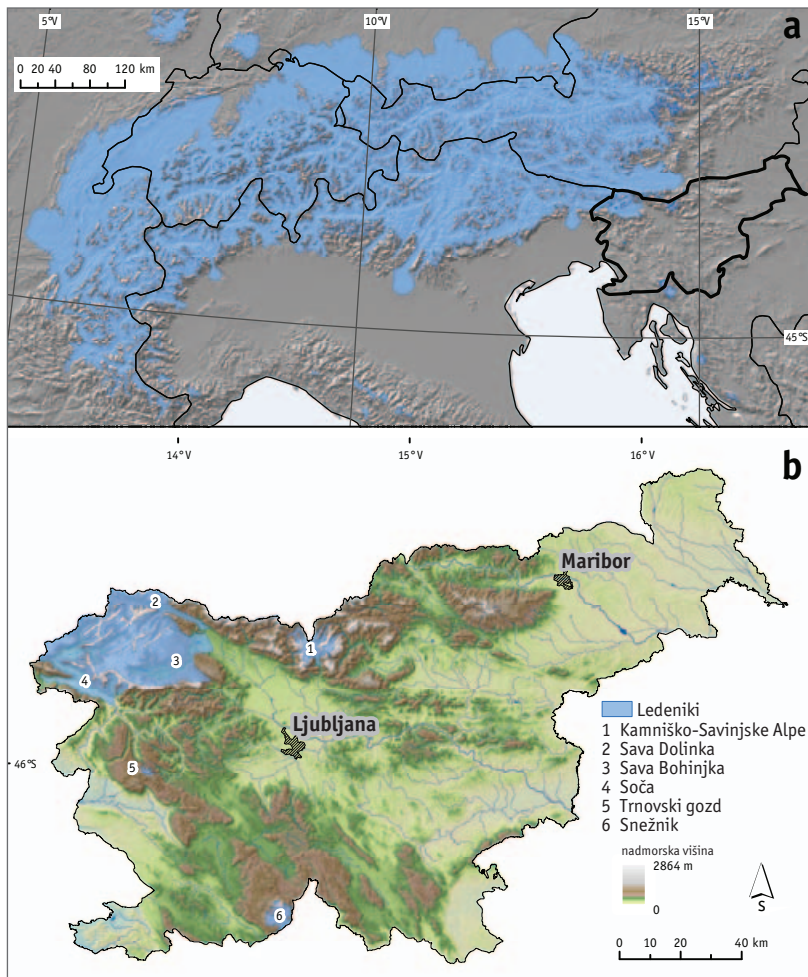 5°V
10°V
15°V
a
0 20 40 80 120 km
45°S
14°V
15°V
16°V
b
Maribor
2
1
3
4
Ljubljana
Ledeniki
1 Kamniško-Savinjske Alpe
2 Sava Dolinka
3 Sava Bohinjka
4 Soča
5 Trnovski gozd
6 Snežnik
46°S
5
nadmorska višina
2864 m
0
S
6
0 10 20 40 km